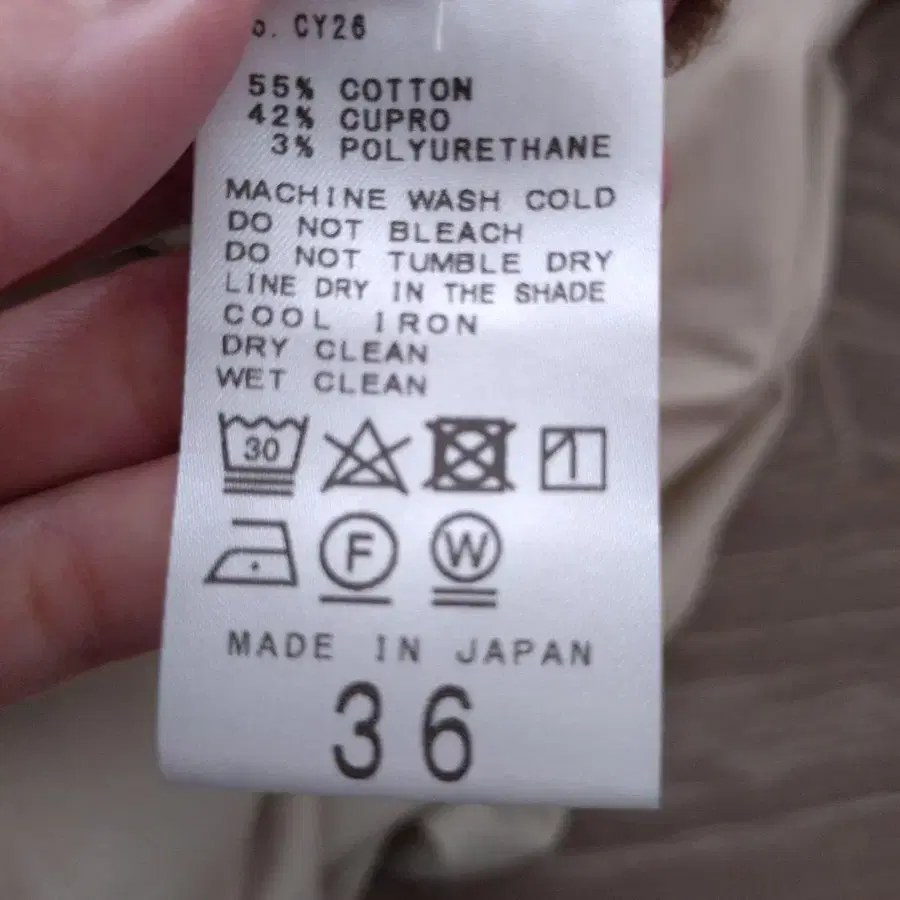 o. CY26
55% COTTON
42% CUPRO
3% POLYURETHANE
MACHINE WASH COLD
DO NOT BLEACH
DO NOT TUMBLE DRY
LINE DRY IN THE SHADE
COOL IRON
DRY CLEAN
WET CLEAN
30
F W
MADE IN JAPAN
36